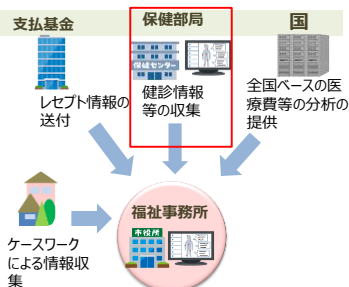 支払基金
保健部局
国
保健センター
レセプト情報の
送付
健診情報
等の収集
全国ベースの医
療費等の分析の
提供
福祉事務所
市役所
ケースワーク
による情報収
集